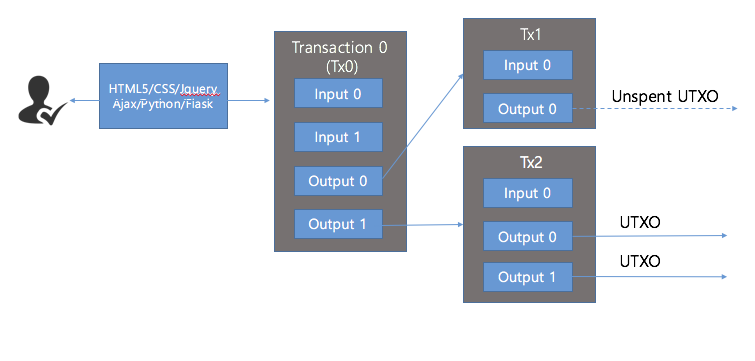 HTML5/CSS/Jquery
Ajax/Python/Flask
Transaction 0
(Tx0)
Input 0
Input 1
Output 0
Output 1
Tx1
Input 0
Output 0
Unspent UTXO
Tx2
Input 0
Output 0
Output 1
UTXO
UTXO